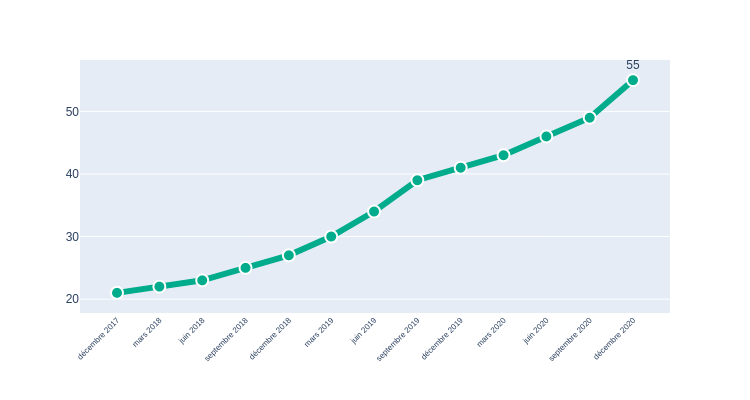 55
50
40
30
20
décembre 2017
mars 2018
juin 2018
septembre 2018
décembre 2018
mars 2019
juin 2019
septembre 2019
décembre 2019
mars 2020
juin 2020
septembre 2020
décembre 2020